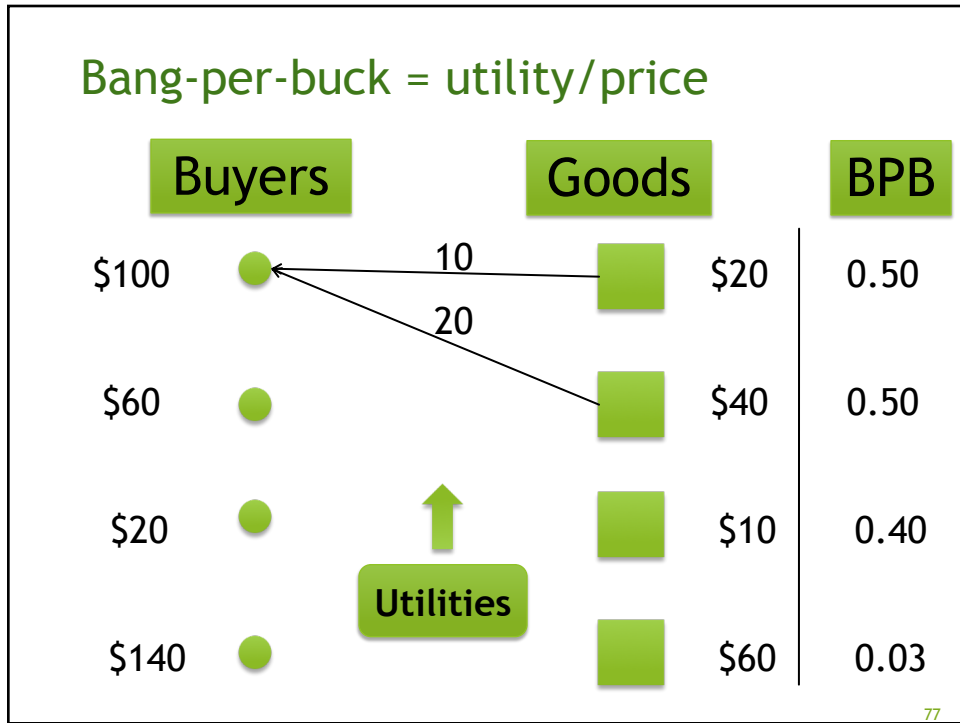 Bang-per-buck = utility/price
Buyers Goods BPB
$100 10 $20 0.50
20
$60 $40 0.50
$20 $10 0.40
Utilities
$140 $60 0.03
77